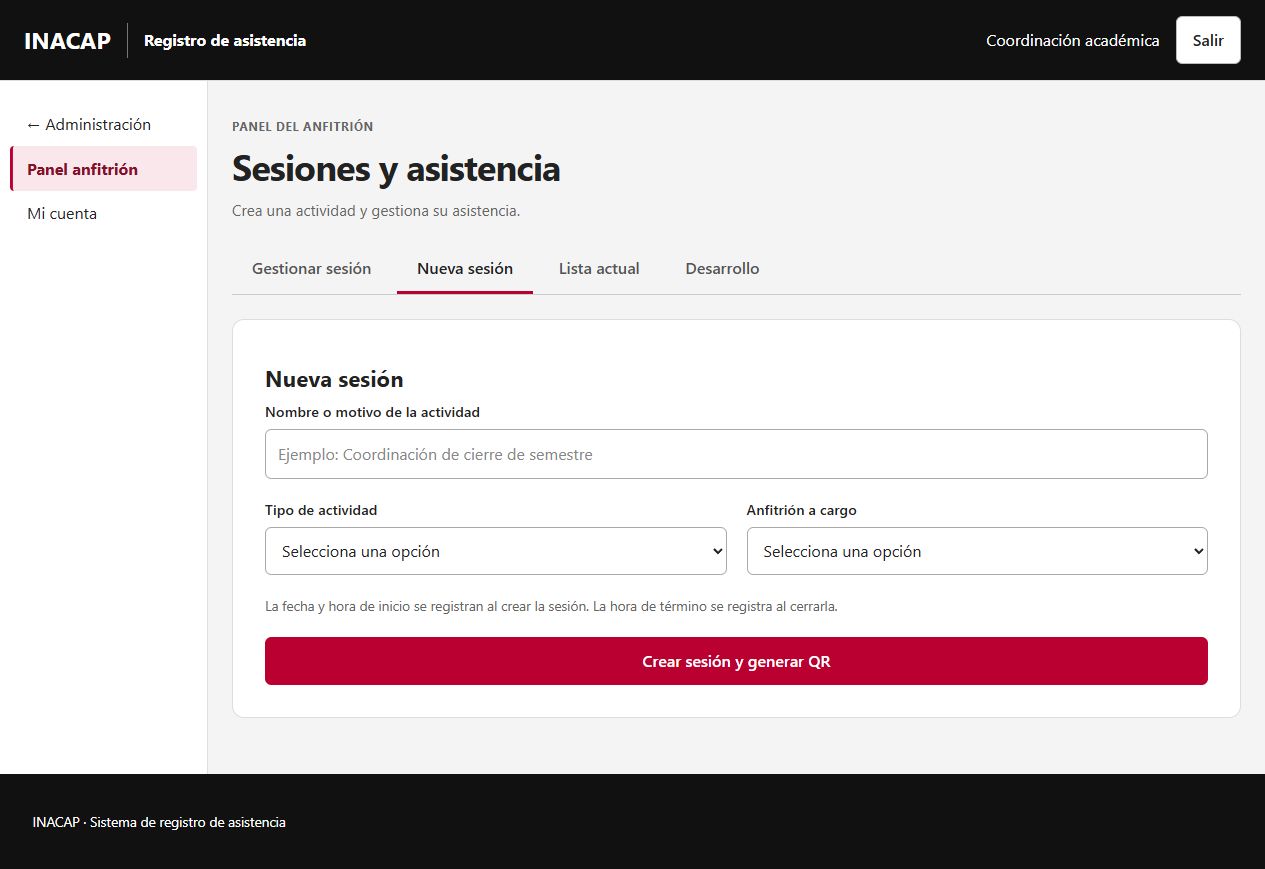 INACAP
Registro de asistencia
Coordinación académica
Salir
← Administración
Panel anfitrión
Mi cuenta
PANEL DEL ANFITRIÓN
Sesiones y asistencia
Crea una actividad y gestiona su asistencia.
Gestionar sesión
Nueva sesión
Lista actual
Desarrollo
Nueva sesión
Nombre o motivo de la actividad
Ejemplo: Coordinación de cierre de semestre
Tipo de actividad
Anfitrión a cargo
Selecciona una opción
Selecciona una opción
La fecha y hora de inicio se registran al crear la sesión. La hora de término se registra al cerrarla.
Crear sesión y generar QR
INACAP · Sistema de registro de asistencia